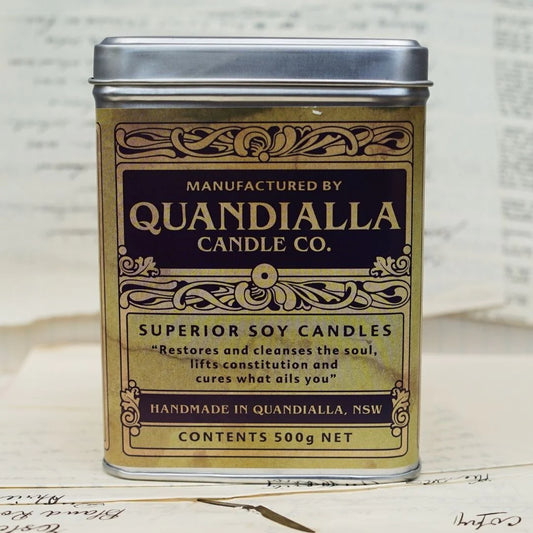 MANUFACTURED BY
QUANDIALLA
CANDLE CO.
SUPERIOR SOY CANDLES
“Restores and cleanses the soul,
lifts constitution and
cures what ails you”
HANDMADE IN QUANDIALLA, NSW
CONTENTS 500g NET